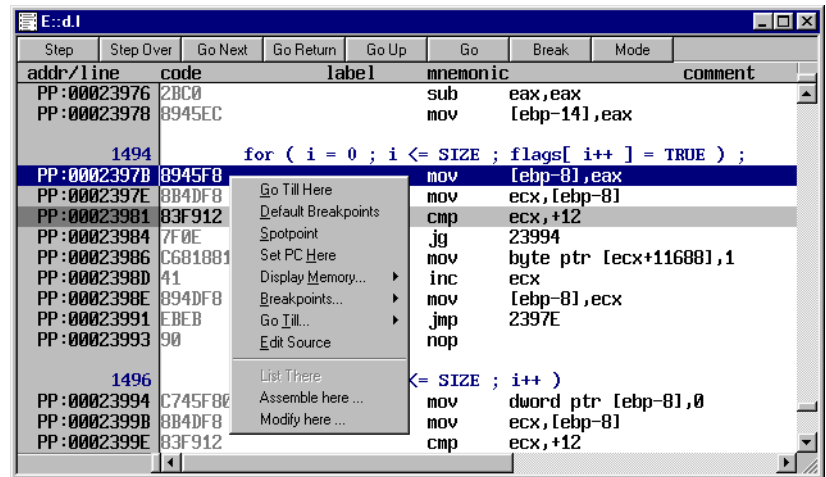 E::d.l
Step Step Over Go Next Go Return Go Up Go Break Mode
addr/line code label mnemonic comment
PP:00023976 2BC0 sub eax,eax
PP:00023978 8945EC mov [ebp-14],eax
1494 for ( i = 0 ; i <= SIZE ; flags[ i++ ] = TRUE ) ;
PP:0002397B 8945F8 mov [ebp-8],eax
PP:0002397E 8B4DF8 mov ecx,[ebp-8]
PP:00023981 83F912 cmp ecx,+12
PP:00023984 7F0E jg 23994
PP:00023986 C681881 mov byte ptr [ecx+11688],1
PP:0002398D 41 inc ecx
PP:0002398E 894DF8 mov [ebp-8],ecx
PP:00023991 EBEB jmp 2397E
PP:00023993 90 nop
1496 <= SIZE ; i++ )
PP:00023994 C745F80 mov dword ptr [ebp-8],0
PP:0002399B 8B4DF8 mov ecx,[ebp-8]
PP:0002399E 83F912 cmp ecx,+12
Go Till Here
Default Breakpoints
Spotpoint
Set PC Here
Display Memory...
Breakpoints...
Go Till...
Edit Source
List There
Assemble here ...
Modify here ...